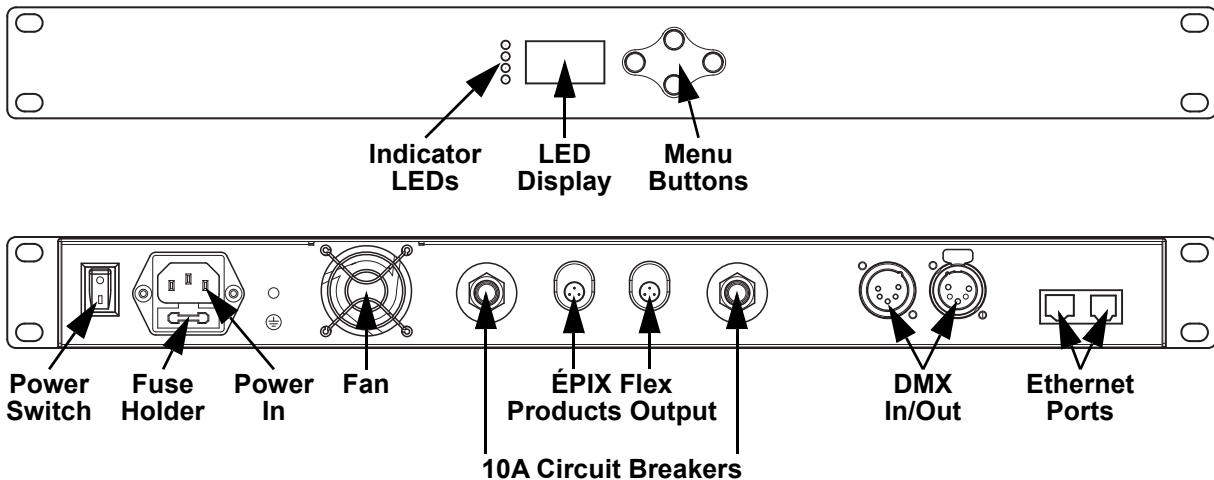 Indicator
LEDs
LED
Display
Menu
Buttons
Power
Switch
Fuse
Holder
Power
In
Fan
ÉPIX Flex
Products Output
DMX
In/Out
Ethernet
Ports
10A Circuit Breakers